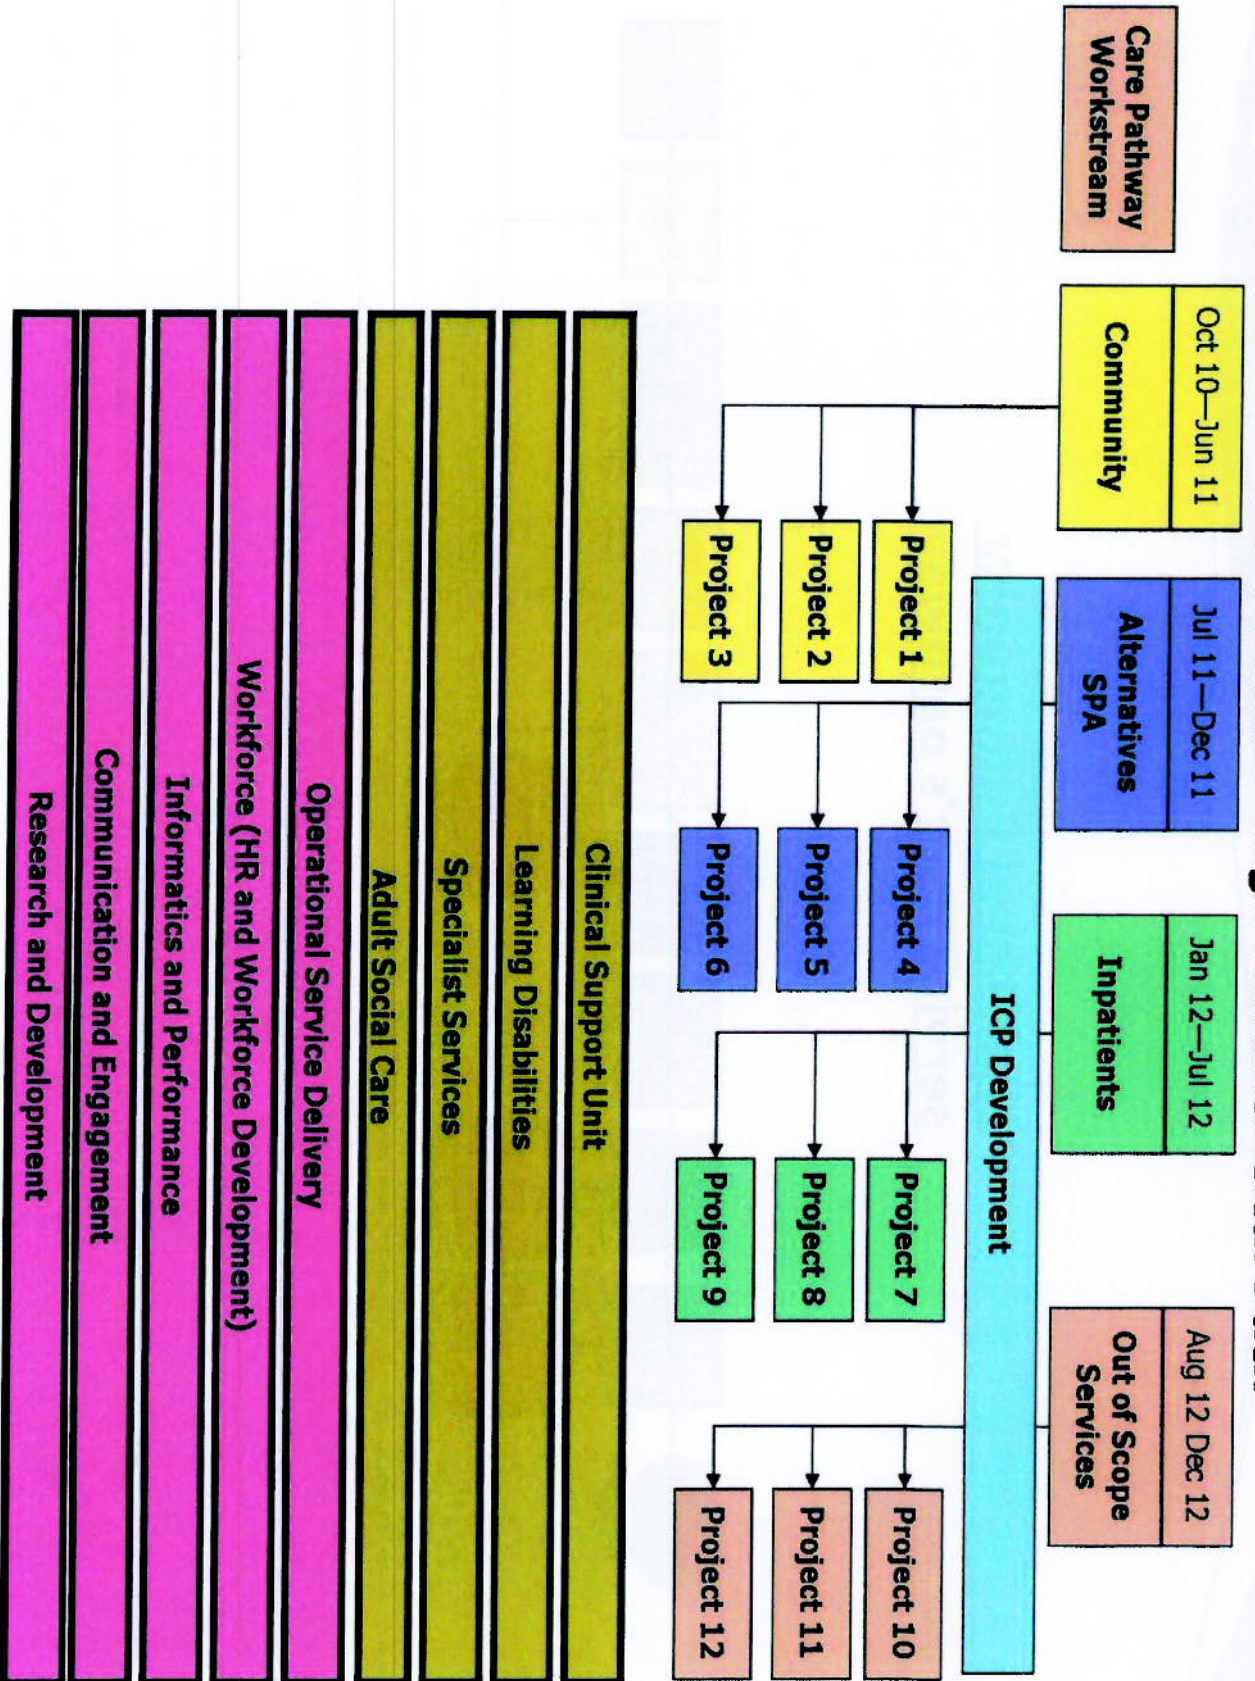 Care Pathway
Workstream
Oct 10—Jun 11
Community
Jul 11—Dec 11
Alternatives
SPA
Jan 12—Jul 12
Inpatients
Aug 12 Dec 12
Out of Scope
Services
ICP Development
Project 1
Project 2
Project 3
Project 4
Project 5
Project 6
Project 7
Project 8
Project 9
Project 10
Project 11
Project 12
Clinical Support Unit
Learning Disabilities
Specialist Services
Adult Social Care
Operational Service Delivery
Workforce (HR and Workforce Development)
Informatics and Performance
Communication and Engagement
Research and Development